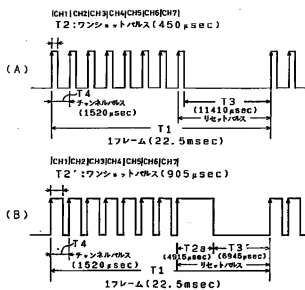 |CH1|CH2|CH3|CH4|CH5|CH6|CH7|
T2:ワンショットパルス(450μsec)
(A)
T4
チャンネルパルス
(1520μsec)
T3
(11410μsec)
リセットパルス
T1
1フレーム(22.5msec)
|CH1|CH2|CH3|CH4|CH5|CH6|CH7|
T2':ワンショットパルス(905μsec)
(B)
T4
チャンネルパルス
(1520μsec)
T2a
T3'
(4915μsec)
(6945μsec)
リセットパルス
T1
1フレーム(22.5msec)